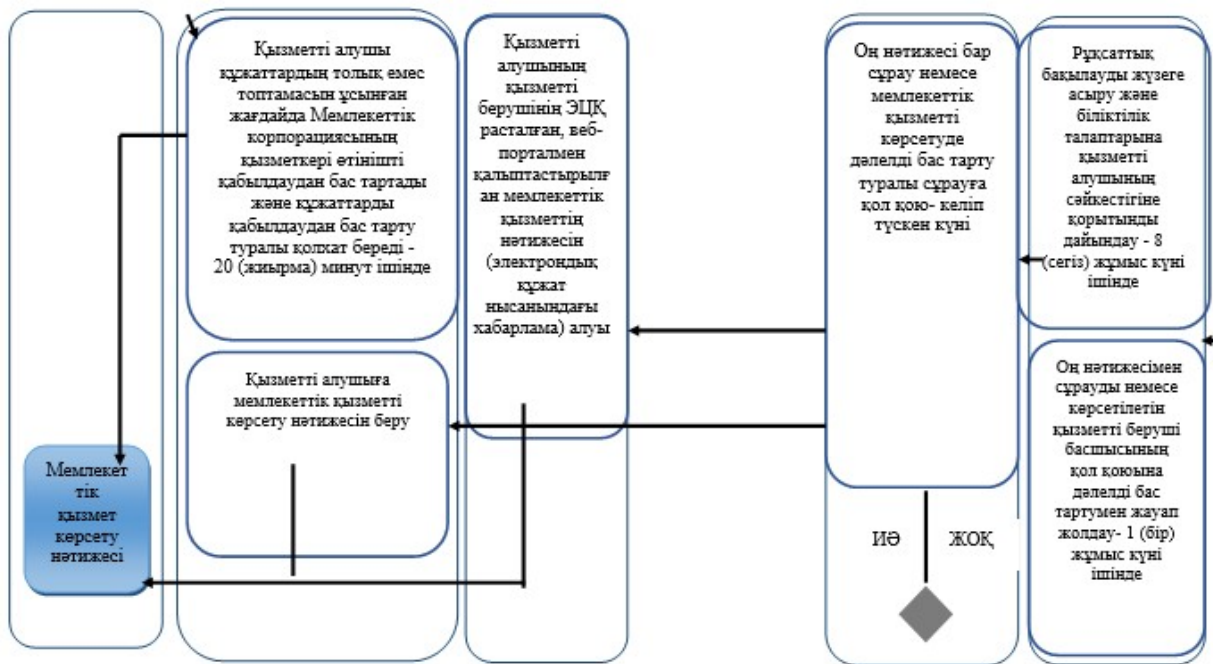 Қызметті алушы
құжаттардың толық емес
топтамасын ұсынған
жағдайда Мемлекеттік
корпорациясының
қызметкері өтінішті
қабылдаудан бас тартады
және құжаттарды
қабылдаудан бас тарту
туралы қолхат береді -
20 (жиырма) минут ішінде
Қызметті алушыға
мемлекеттік қызметті
көрсету нәтижесін беру
Мемлекет
тік
қызмет
көрсету
нәтижесі
Қызметті
алушының
қызметті
берушінің ЭЦҚ
расталған, веб-
порталмен
қалыптастырылғ
ан мемлекеттік
қызметтің
нәтижесін
(электрондық
құжат
нысанындағы
хабарлама) алуы
Оң нәтижесі бар
сұрау немесе
мемлекеттік
қызметті
көрсетуде
дәлелді бас тарту
туралы сұрауға
қол қою- келіп
түскен күні
ИӘ
ЖОҚ
Рұқсаттық
бақылауды жүзеге
асыру және
біліктілік
талаптарына
қызметті
алушының
сәйкестігіне
қорытынды
дайындау - 8
(сегіз) жұмыс күні
ішінде
Оң нәтижесімен
сұрауды немесе
көрсетілетін
қызметті беруші
басшысының
қол қоюына
дәлелді бас
тартумен жауап
жолдау- 1 (бір)
жұмыс күні
ішінде